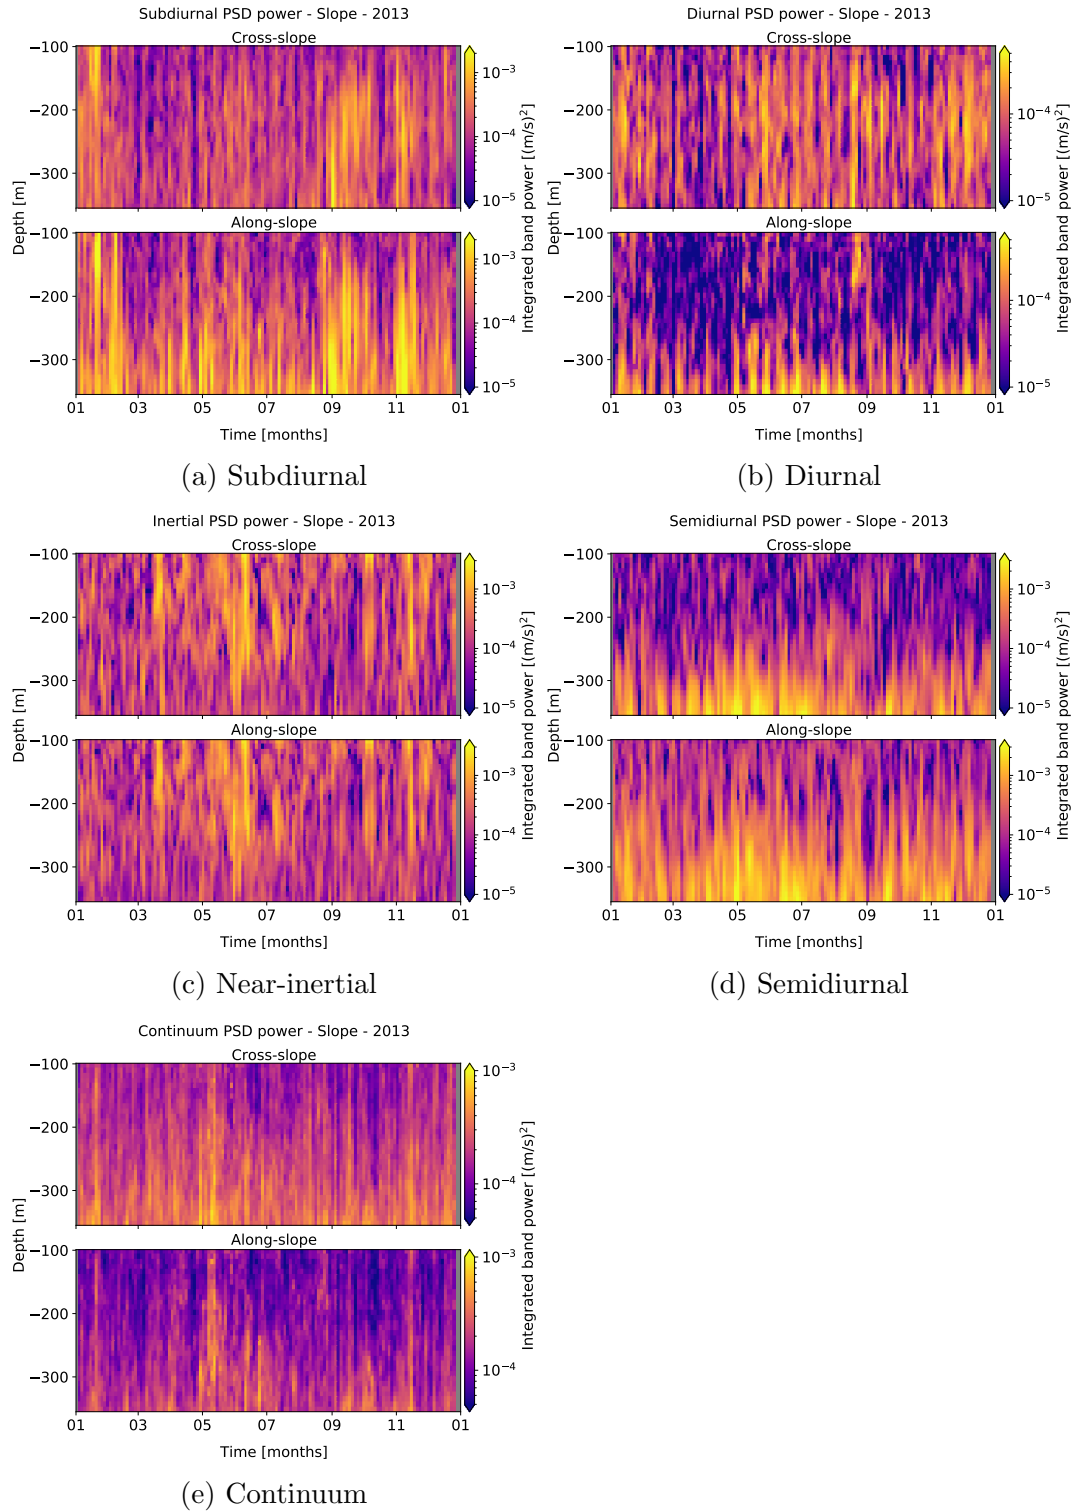 Subdiurnal PSD power - Slope - 2013
Cross-slope
−100
−200
−300
Along-slope
−100
−200
−300
Depth [m]
01 03 05 07 09 11 01
Time [months]
10⁻³
10⁻⁴
10⁻⁵
10⁻³
10⁻⁴
10⁻⁵
Integrated band power [(m/s)²]
(a) Subdiurnal
Diurnal PSD power - Slope - 2013
Cross-slope
−100
−200
−300
Along-slope
−100
−200
−300
Depth [m]
01 03 05 07 09 11 01
Time [months]
10⁻⁴
10⁻⁵
10⁻⁴
10⁻⁵
Integrated band power [(m/s)²]
(b) Diurnal
Inertial PSD power - Slope - 2013
Cross-slope
−100
−200
−300
Along-slope
−100
−200
−300
Depth [m]
01 03 05 07 09 11 01
Time [months]
10⁻³
10⁻⁴
10⁻⁵
10⁻³
10⁻⁴
10⁻⁵
Integrated band power [(m/s)²]
(c) Near-inertial
Semidiurnal PSD power - Slope - 2013
Cross-slope
−100
−200
−300
Along-slope
−100
−200
−300
Depth [m]
01 03 05 07 09 11 01
Time [months]
10⁻³
10⁻⁴
10⁻⁵
10⁻³
10⁻⁴
10⁻⁵
Integrated band power [(m/s)²]
(d) Semidiurnal
Continuum PSD power - Slope - 2013
Cross-slope
−100
−200
−300
Along-slope
−100
−200
−300
Depth [m]
01 03 05 07 09 11 01
Time [months]
10⁻³
10⁻⁴
10⁻³
10⁻⁴
Integrated band power [(m/s)²]
(e) Continuum